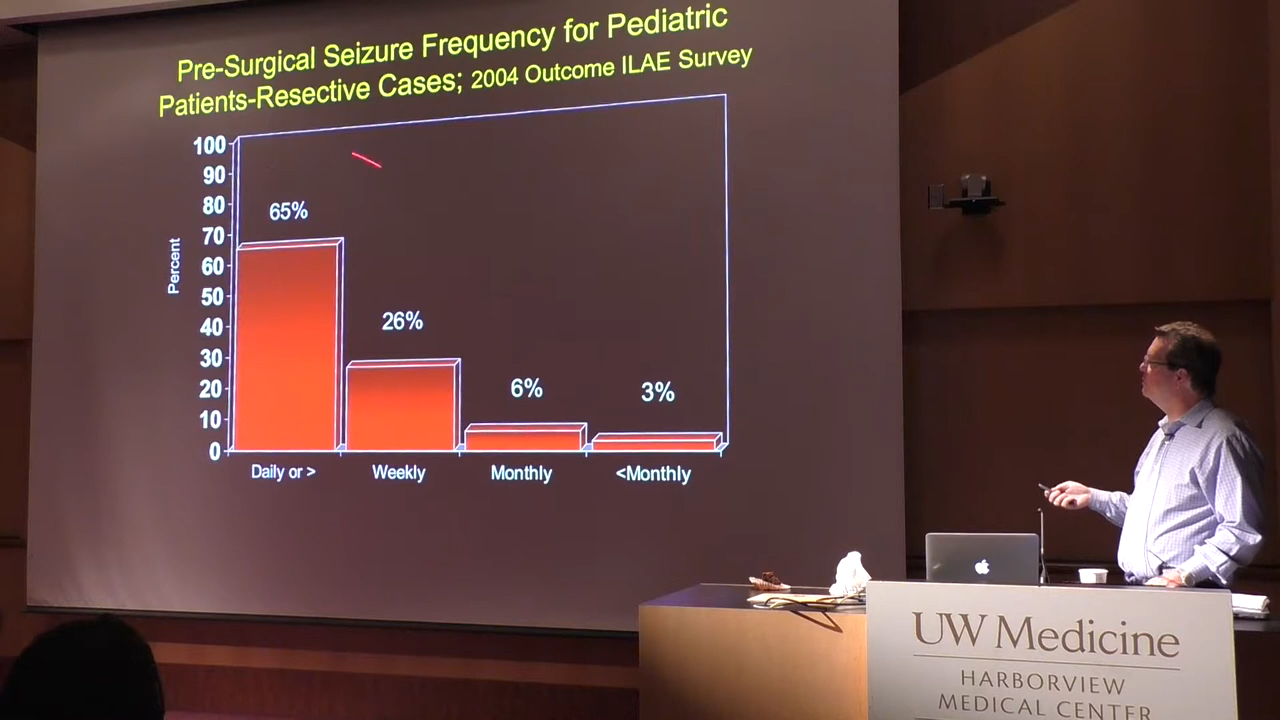 Pre-Surgical Seizure Frequency for Pediatric
Patients-Resective Cases; 2004 Outcome ILAE Survey
100
90
80
70
60
50
40
30
20
10
0
Percent
65%
26%
6%
3%
Daily or >
Weekly
Monthly
<Monthly
UW Medicine
HARBORVIEW
MEDICAL CENTER